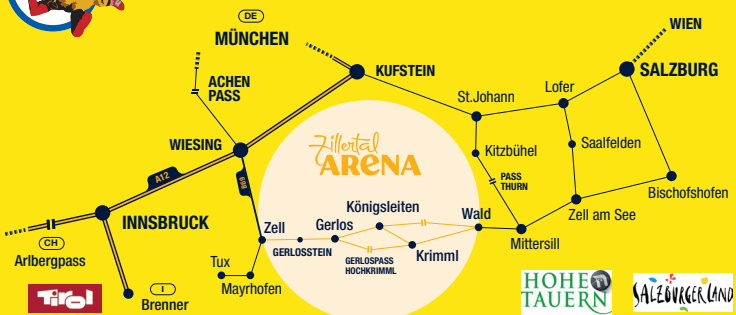 DE
MÜNCHEN
WIEN
ACHEN
PASS
KUFSTEIN
SALZBURG
Lofer
St.Johann
WIESING
Zillertal
ARENA
Kitzbühel
Saalfelden
A12
B169
PASS
THURN
Bischofshofen
INNSBRUCK
Königsleiten
Wald
Zell am See
Zell
Gerlos
CH
Arlbergpass
GERLOSSTEIN
GERLOSPASS
HOCHKRIMML
Krimml
Mittersill
Tux
Mayrhofen
I
Brenner
Tirol
HOHE
TAUERN
SALZBURGERLAND